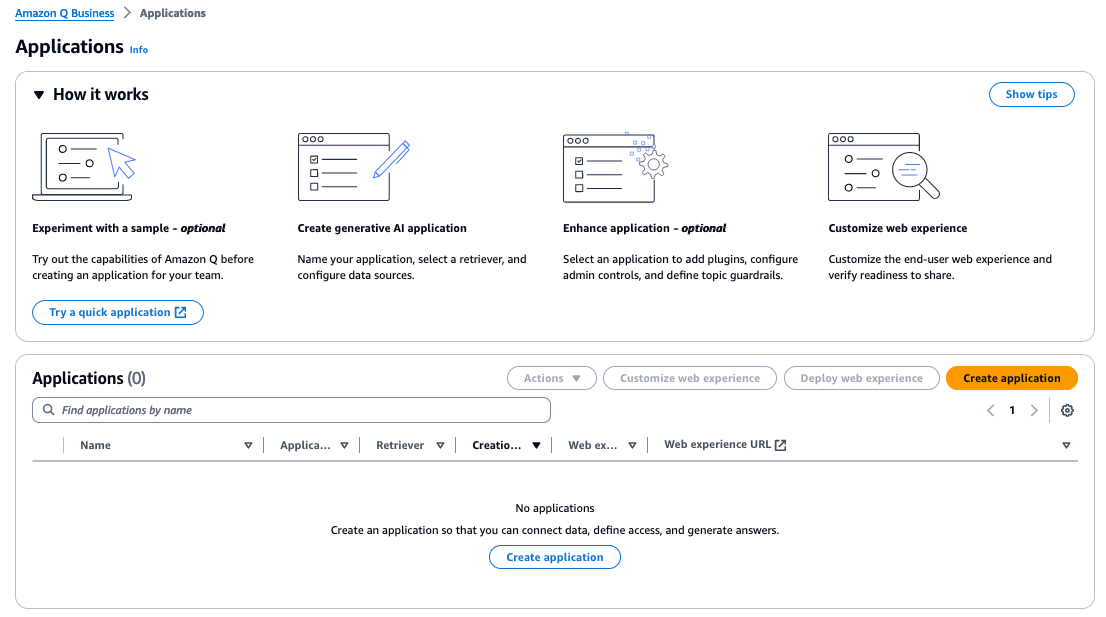 Amazon Q Business > Applications
Applications Info
How it works
Show tips
Experiment with a sample - optional
Try out the capabilities of Amazon Q before
creating an application for your team.
Try a quick application
Create generative AI application
Name your application, select a retriever, and
configure data sources.
Enhance application - optional
Select an application to add plugins, configure
admin controls, and define topic guardrails.
Customize web experience
Customize the end-user web experience and
verify readiness to share.
Applications (0)
Actions
Customize web experience
Deploy web experience
Create application
Find applications by name
1
Name
Applica...
Retriever
Creatio...
Web ex...
Web experience URL
No applications
Create an application so that you can connect data, define access, and generate answers.
Create application